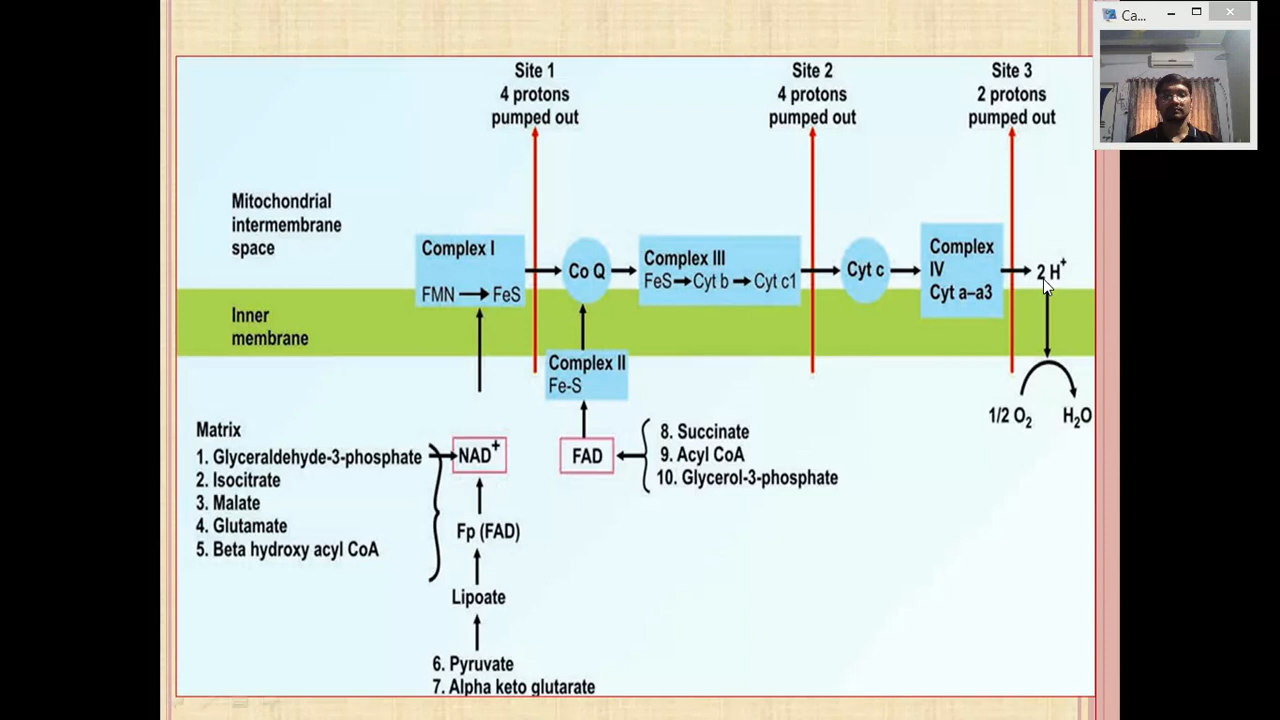 Ca...
Site 1
4 protons
pumped out
Site 2
4 protons
pumped out
Site 3
2 protons
pumped out
Mitochondrial
intermembrane
space
Complex I
FMN → FeS
Co Q
Complex III
FeS→Cyt b →Cyt c1
Cyt c
Complex
IV
Cyt a–a3
2 H⁺
Inner
membrane
Complex II
Fe-S
1/2 O₂
H₂O
Matrix
1. Glyceraldehyde-3-phosphate
2. Isocitrate
3. Malate
4. Glutamate
5. Beta hydroxy acyl CoA
NAD⁺
FAD
8. Succinate
9. Acyl CoA
10. Glycerol-3-phosphate
Fp (FAD)
Lipoate
6. Pyruvate
7. Alpha keto glutarate